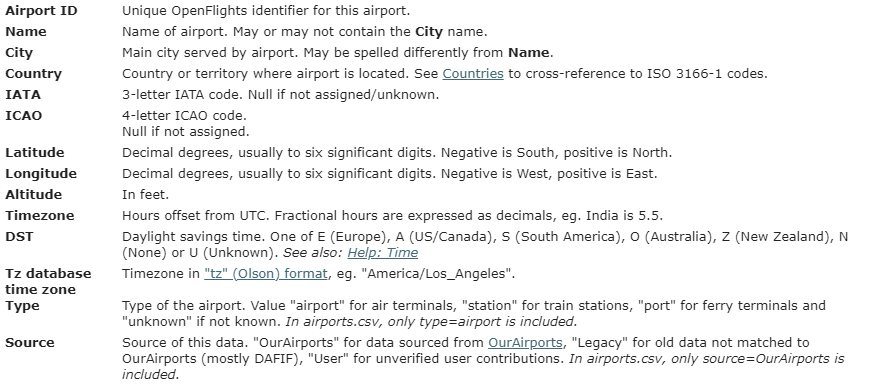 Airport ID Unique OpenFlights identifier for this airport.
Name Name of airport. May or may not contain the City name.
City Main city served by airport. May be spelled differently from Name.
Country Country or territory where airport is located. See Countries to cross-reference to ISO 3166-1 codes.
IATA 3-letter IATA code. Null if not assigned/unknown.
ICAO 4-letter ICAO code.
Null if not assigned.
Latitude Decimal degrees, usually to six significant digits. Negative is South, positive is North.
Longitude Decimal degrees, usually to six significant digits. Negative is West, positive is East.
Altitude In feet.
Timezone Hours offset from UTC. Fractional hours are expressed as decimals, eg. India is 5.5.
DST Daylight savings time. One of E (Europe), A (US/Canada), S (South America), O (Australia), Z (New Zealand), N
(None) or U (Unknown). See also: Help: Time
Tz database Timezone in "tz" (Olson) format, eg. "America/Los_Angeles".
time zone
Type Type of the airport. Value "airport" for air terminals, "station" for train stations, "port" for ferry terminals and
"unknown" if not known. In airports.csv, only type=airport is included.
Source Source of this data. "OurAirports" for data sourced from OurAirports, "Legacy" for old data not matched to
OurAirports (mostly DAFIF), "User" for unverified user contributions. In airports.csv, only source=OurAirports is
included.